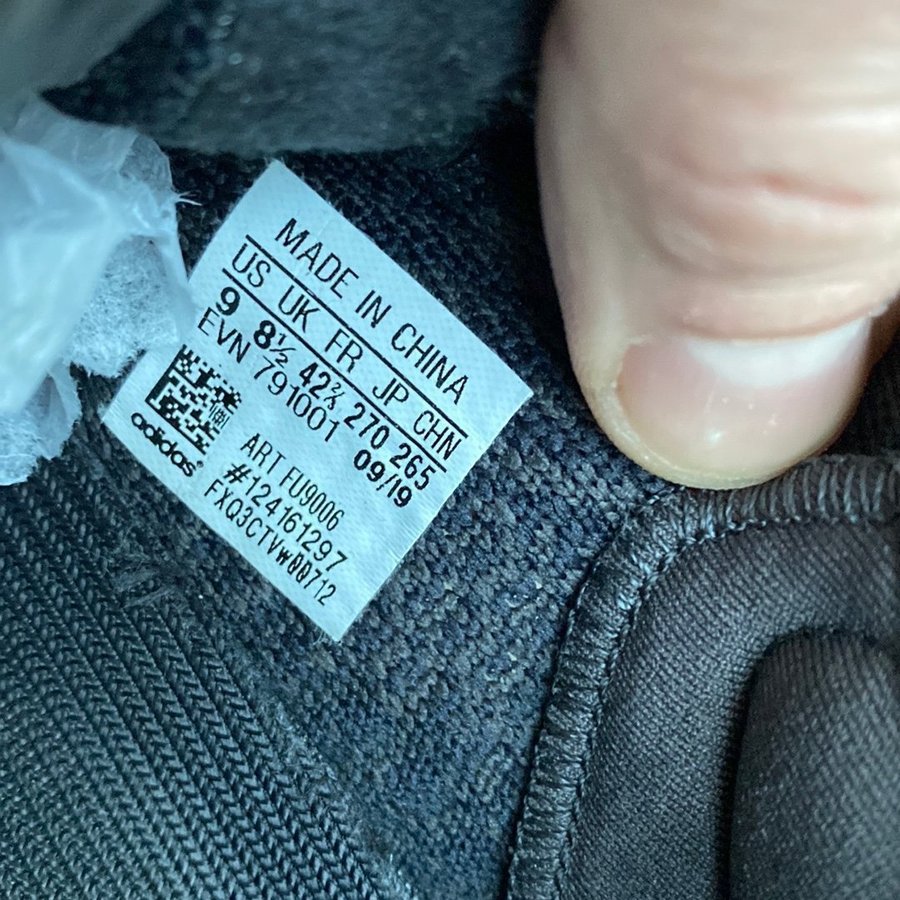 MADE IN CHINA
US UK FR JP CHN
9 8½ 42⅔ 270 265
EVN 791001 09/19
adidas®
ART FU9006
#124161297
FXQ3CTVW00712